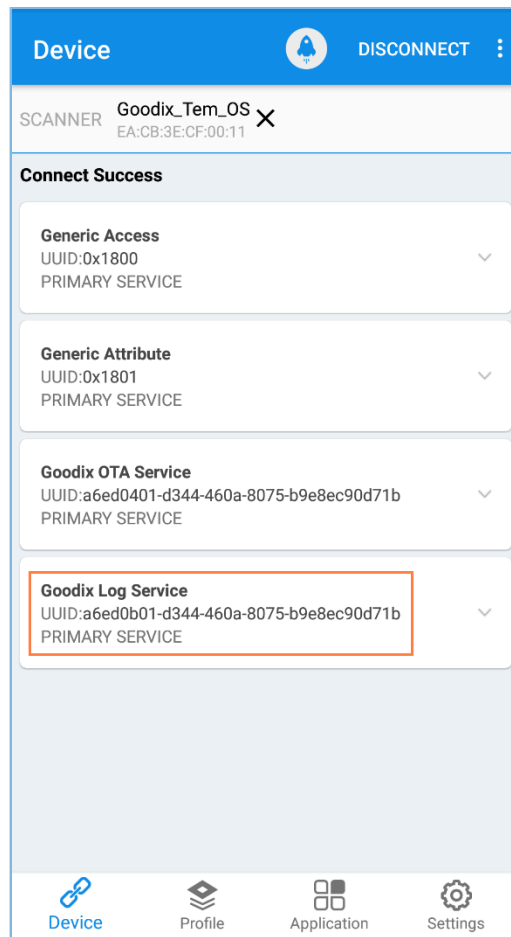 Device
DISCONNECT
SCANNER
Goodix_Tem_OS
EA:CB:3E:CF:00:11
Connect Success
Generic Access
UUID:0x1800
PRIMARY SERVICE
Generic Attribute
UUID:0x1801
PRIMARY SERVICE
Goodix OTA Service
UUID:a6ed0401-d344-460a-8075-b9e8ec90d71b
PRIMARY SERVICE
Goodix Log Service
UUID:a6ed0b01-d344-460a-8075-b9e8ec90d71b
PRIMARY SERVICE
Device
Profile
Application
Settings